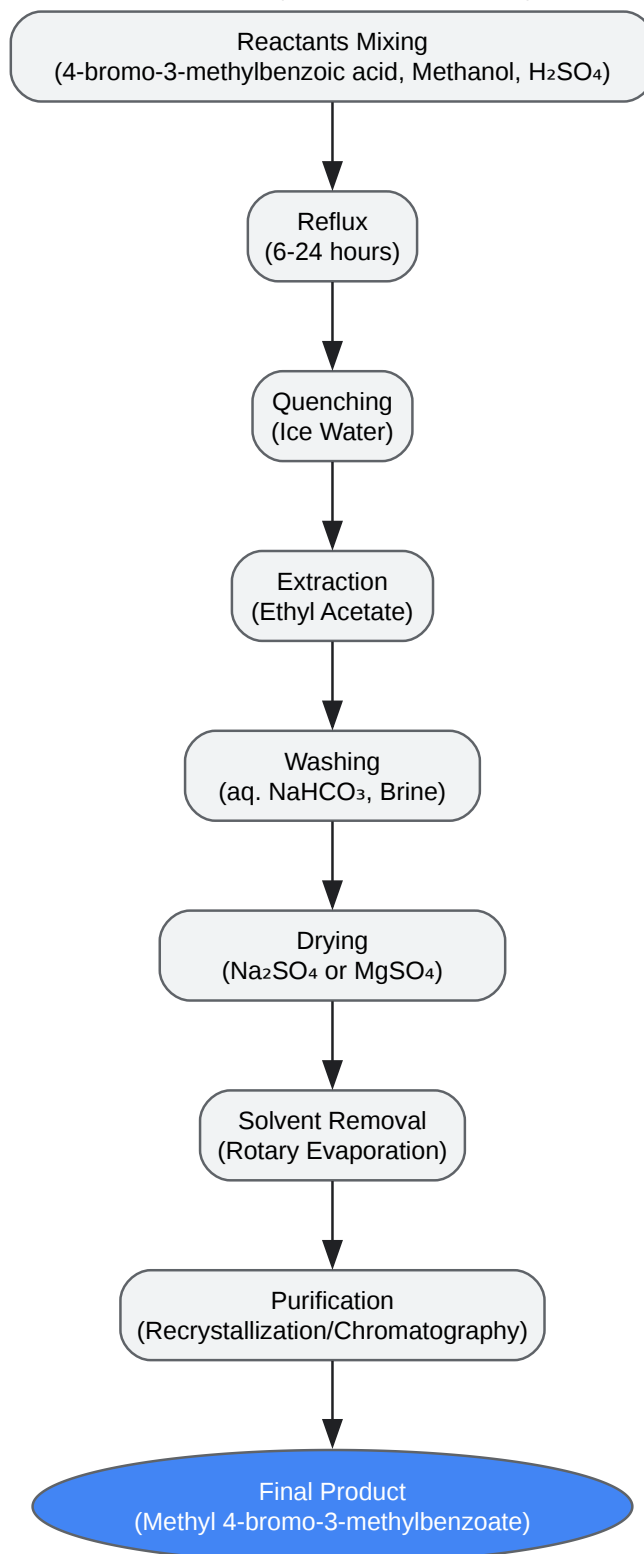 Reactants Mixing
(4-bromo-3-methylbenzoic acid, Methanol, H₂SO₄)
Reflux
(6-24 hours)
Quenching
(Ice Water)
Extraction
(Ethyl Acetate)
Washing
(aq. NaHCO₃, Brine)
Drying
(Na₂SO₄ or MgSO₄)
Solvent Removal
(Rotary Evaporation)
Purification
(Recrystallization/Chromatography)
Final Product
(Methyl 4-bromo-3-methylbenzoate)